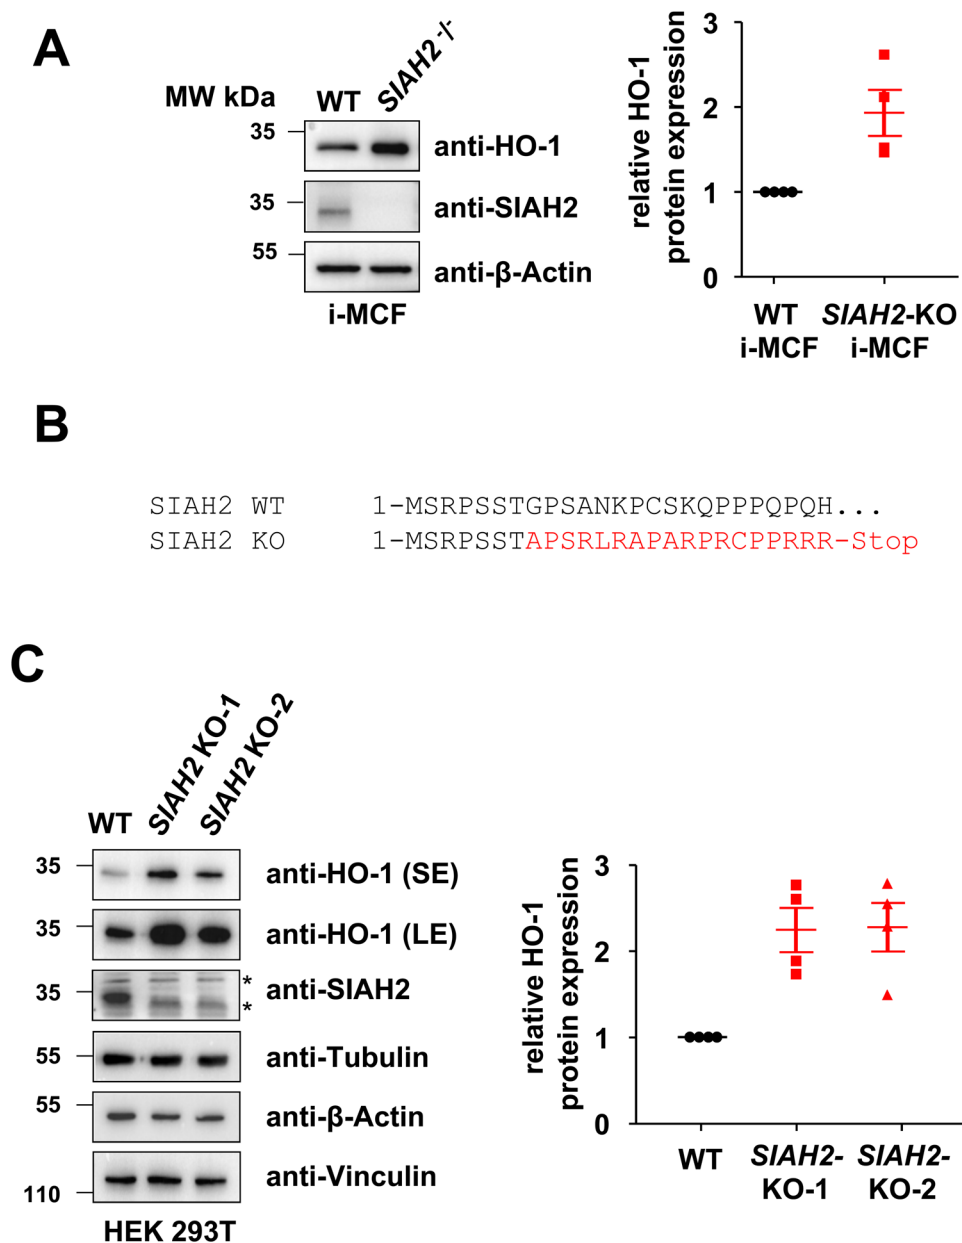 A
MW kDa
WT
SIAH2 -/-
35
anti-HO-1
35
anti-SIAH2
55
anti-β-Actin
i-MCF
relative HO-1
protein expression
3
2
1
0
WT
i-MCF
SIAH2-KO
i-MCF
B
SIAH2 WT 1-MSRPSSTGPSANKPCSKQPPPQPQH...
SIAH2 KO 1-MSRPSSTAPSRLRAPARPRCPPRRR-Stop
C
WT
SIAH2 KO-1
SIAH2 KO-2
35
anti-HO-1 (SE)
35
anti-HO-1 (LE)
35
*
*
anti-SIAH2
55
anti-Tubulin
55
anti-β-Actin
110
anti-Vinculin
HEK 293T
relative HO-1
protein expression
3
2
1
0
WT
SIAH2-
KO-1
SIAH2-
KO-2